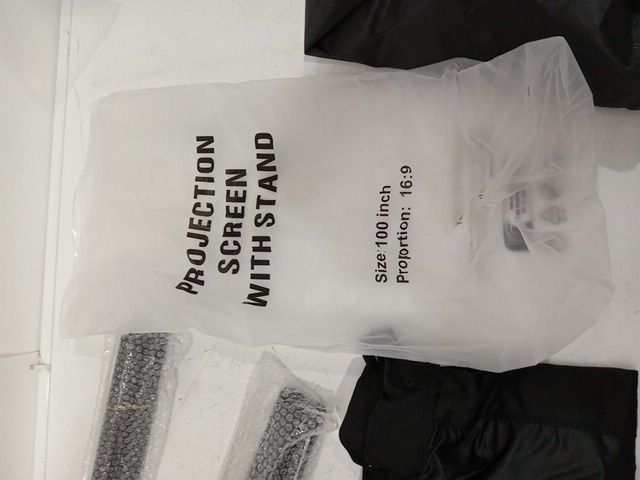 PROJECTION
SCREEN
WITH STAND
Size:100 inch
Proportion: 16:9